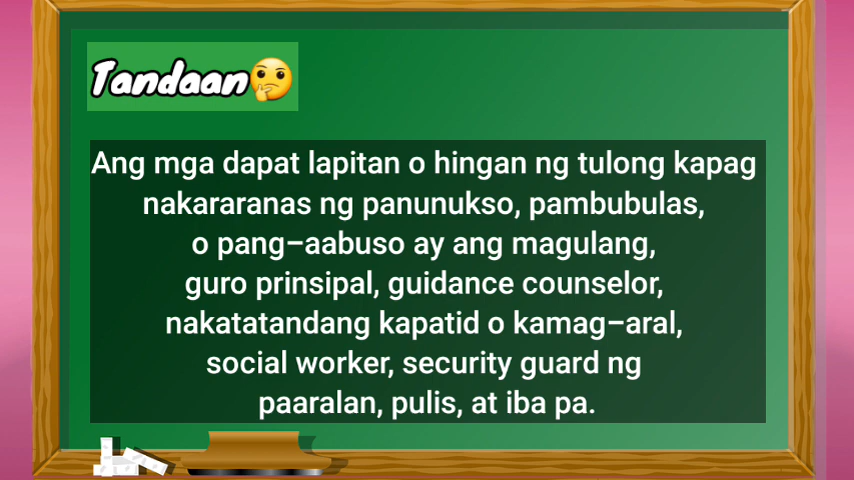 Tandaan🤔
Ang mga dapat lapitan o hingan ng tulong kapag
nakararanas ng panunukso, pambubulas,
o pang-aabuso ay ang magulang,
guro prinsipal, guidance counselor,
nakatatandang kapatid o kamag-aral,
social worker, security guard ng
paaralan, pulis, at iba pa.